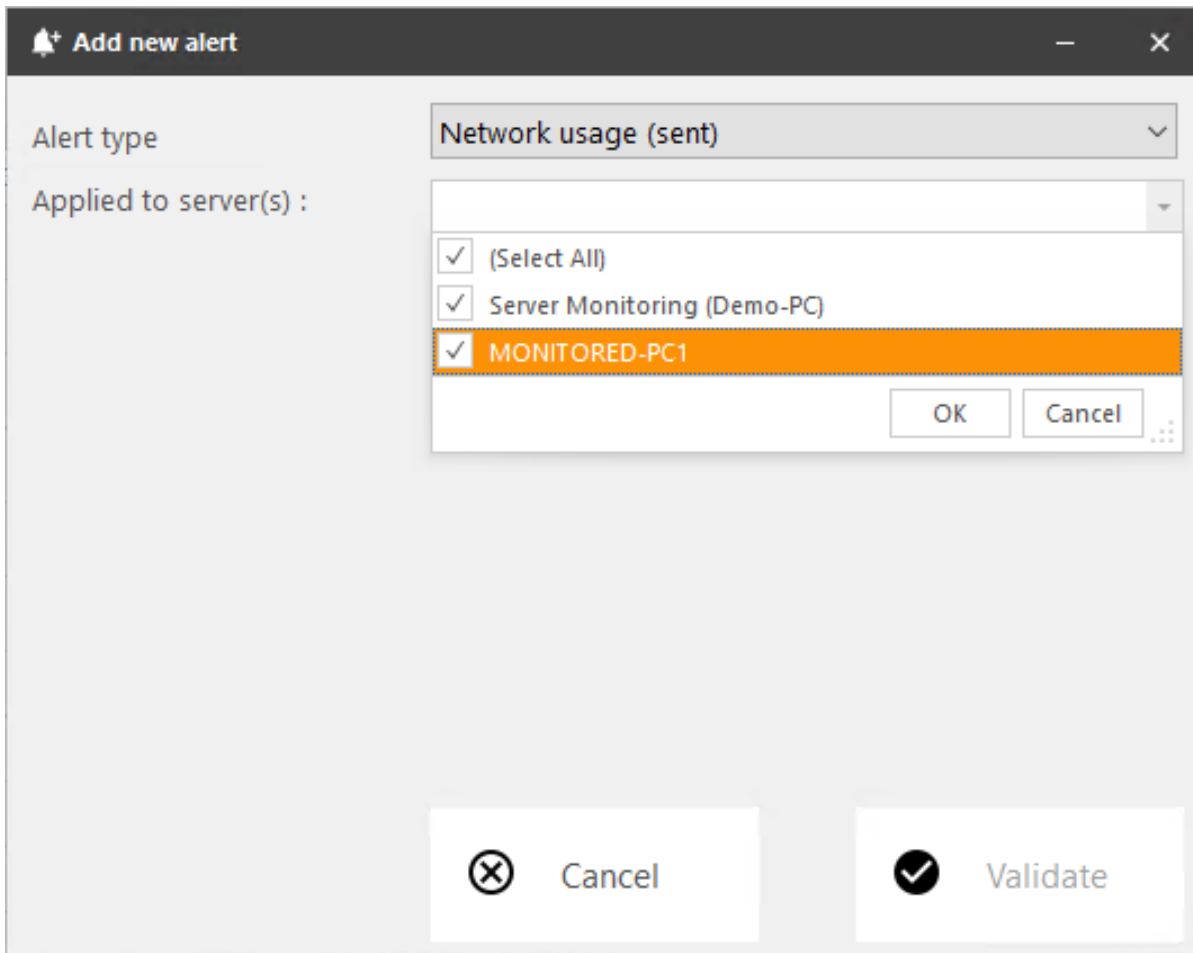 Add new alert
Alert type
Network usage (sent)
Applied to server(s) :
(Select All)
Server Monitoring (Demo-PC)
MONITORED-PC1
OK Cancel
Cancel Validate